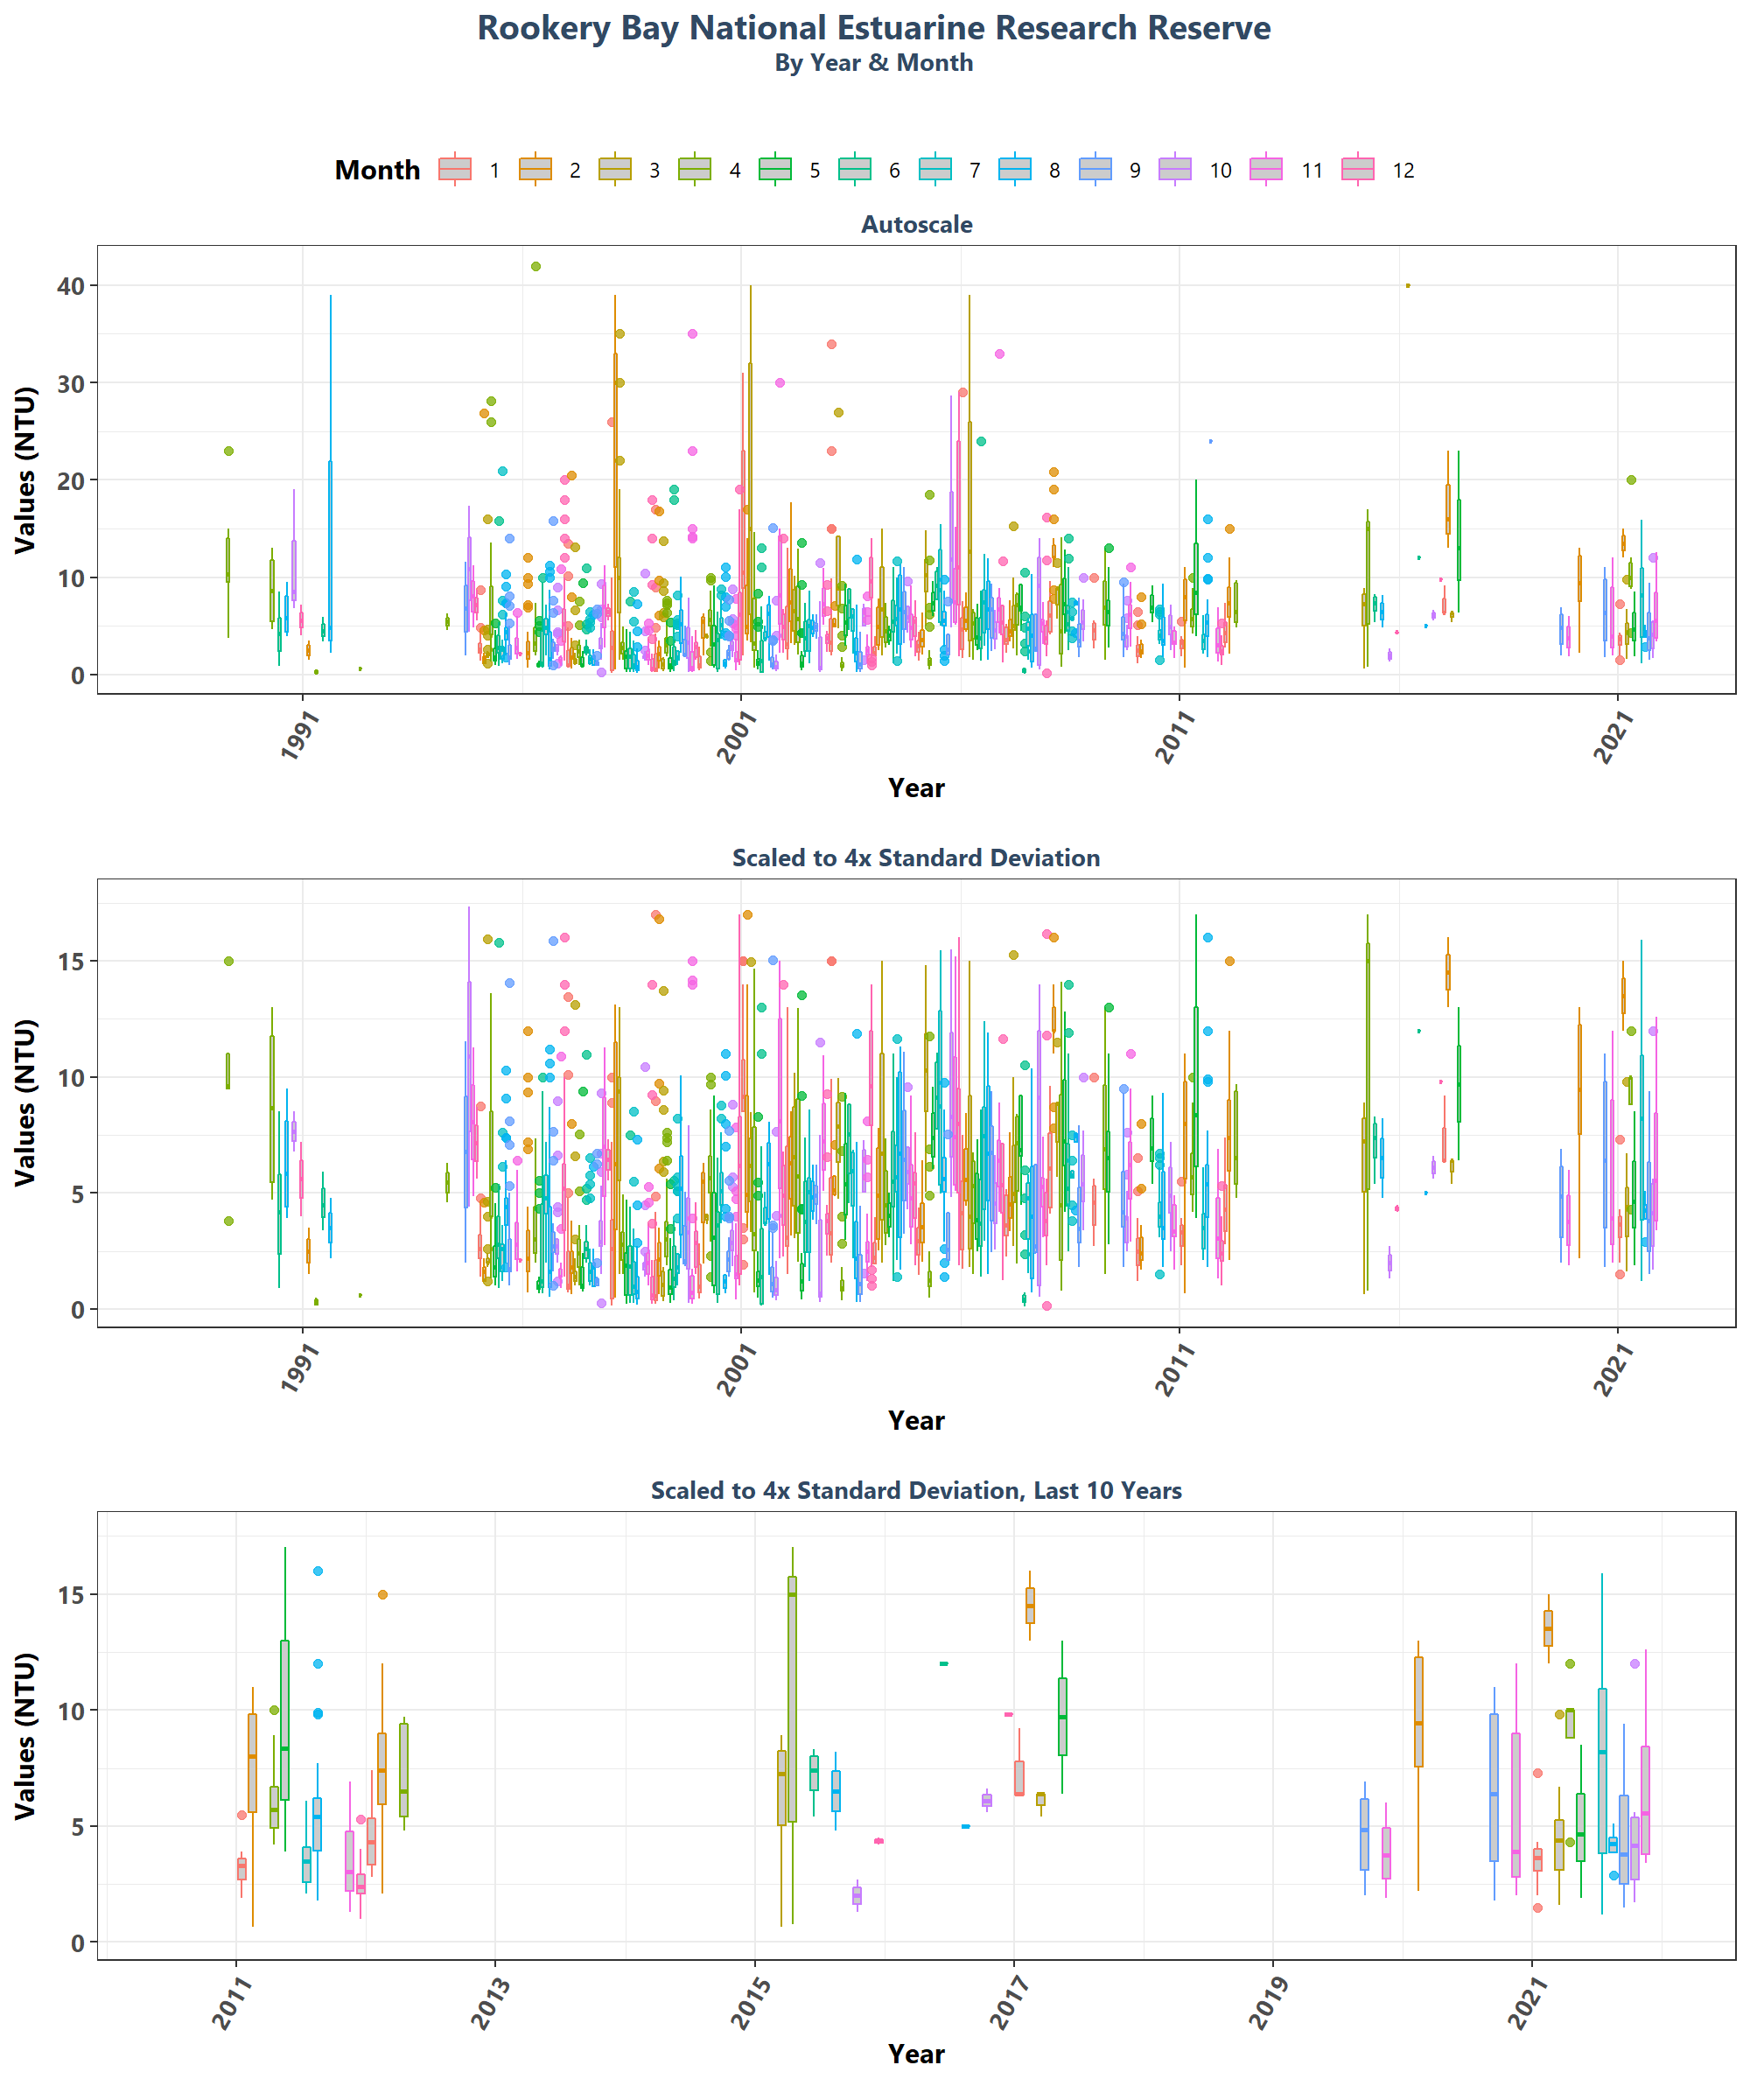 Rookery Bay National Estuarine Research Reserve
By Year & Month
Month 1 2 3 4 5 6 7 8 9 10 11 12
Autoscale
Values (NTU)
40
30
20
10
0
1991 2001 2011 2021
Year
Scaled to 4x Standard Deviation
Values (NTU)
15
10
5
0
1991 2001 2011 2021
Year
Scaled to 4x Standard Deviation, Last 10 Years
Values (NTU)
15
10
5
0
2011 2013 2015 2017 2019 2021
Year